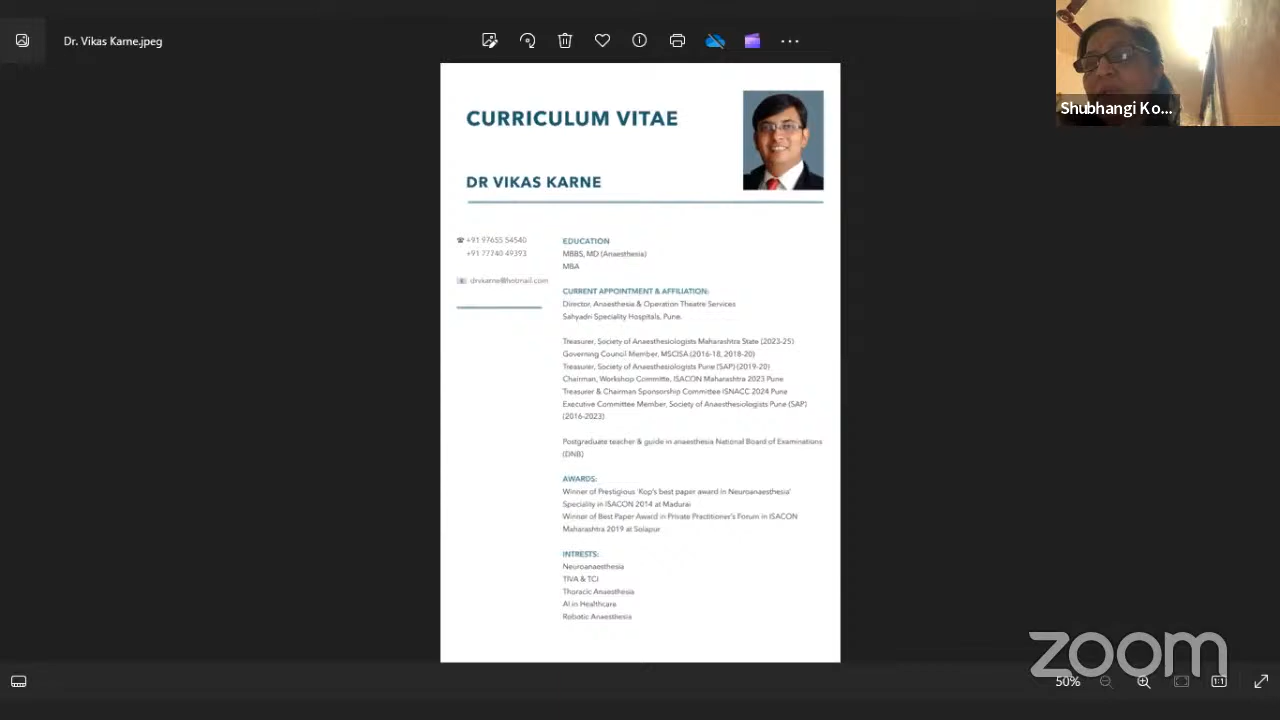 Dr. Vikas Karne.jpeg
Shubhangi Ko...
CURRICULUM VITAE
DR VIKAS KARNE
+91 97655 54540
+91 77740 49393
EDUCATION
MBBS, MD (Anaesthesia)
MBA
CURRENT APPOINTMENT & AFFILIATION:
Director, Anaesthesia & Operation Theatre Services
Sahyadri Speciality Hospitals, Pune.
Treasurer, Society of Anaesthesiologists Maharashtra State (2023-25)
Governing Council Member, MSCISA (2016-18, 2018-20)
Treasurer, Society of Anaesthesiologists Pune (SAP) (2019-20)
Chairman, Workshop Committe, ISACON Maharashtra 2023 Pune
Treasurer & Chairman Sponsorship Committee ISNACC 2024 Pune
Executive Committee Member, Society of Anaesthesiologists Pune (SAP)
(2016-2023)
Postgraduate teacher & guide in anaesthesia National Board of Examinations
(DNB)
AWARDS:
Winner of Prestigious 'Kop's best paper award in Neuroanaesthesia'
Speciality in ISACON 2014 at Madurai
Winner of Best Paper Award in Private Practitioner's Forum in ISACON
Maharashtra 2019 at Solapur
INTRESTS:
Neuroanaesthesia
TIVA & TCI
Thoracic Anaesthesia
AI in Healthcare
Robotic Anaesthesia
zoom
50%
1:1